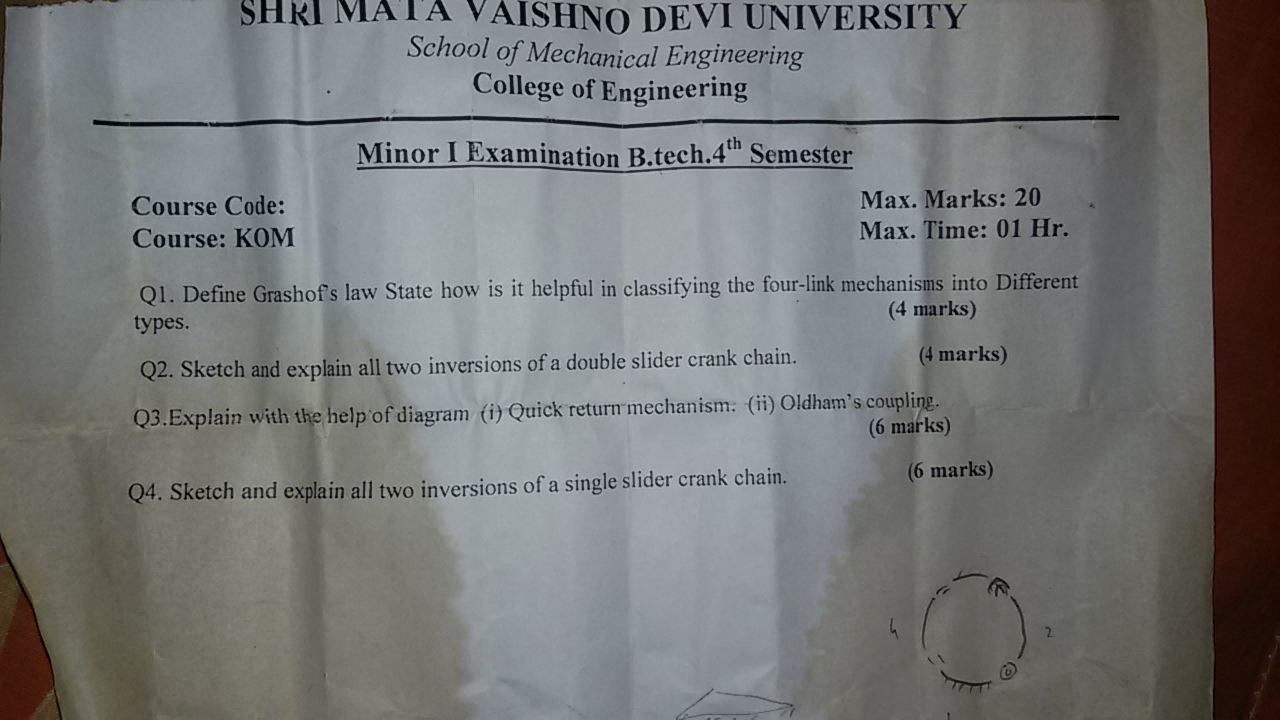 SHRI MATA VAISHNO DEVI UNIVERSITY
School of Mechanical Engineering
College of Engineering
Minor I Examination B.tech.4th Semester
Course Code:
Max. Marks: 20
Course: KOM
Max. Time: 01 Hr.
Q1. Define Grashof's law State how is it helpful in classifying the four-link mechanisms into Different
types.
(4 marks)
Q2. Sketch and explain all two inversions of a double slider crank chain.
(4 marks)
Q3.Explain with the help of diagram (i) Quick return mechanism. (ii) Oldham's coupling.
(6 marks)
Q4. Sketch and explain all two inversions of a single slider crank chain.
(6 marks)
4
2